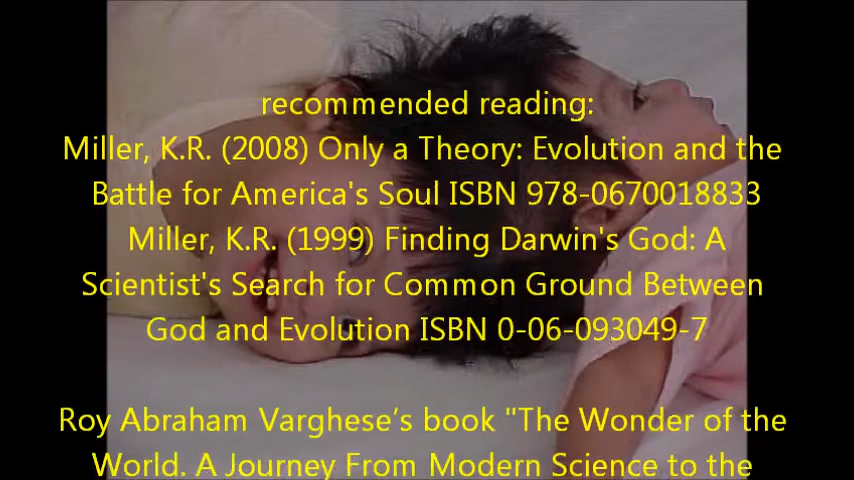 recommended reading:
Miller, K.R. (2008) Only a Theory: Evolution and the
Battle for America's Soul ISBN 978-0670018833
Miller, K.R. (1999) Finding Darwin's God: A
Scientist's Search for Common Ground Between
God and Evolution ISBN 0-06-093049-7
Roy Abraham Varghese’s book "The Wonder of the
World. A Journey From Modern Science to the